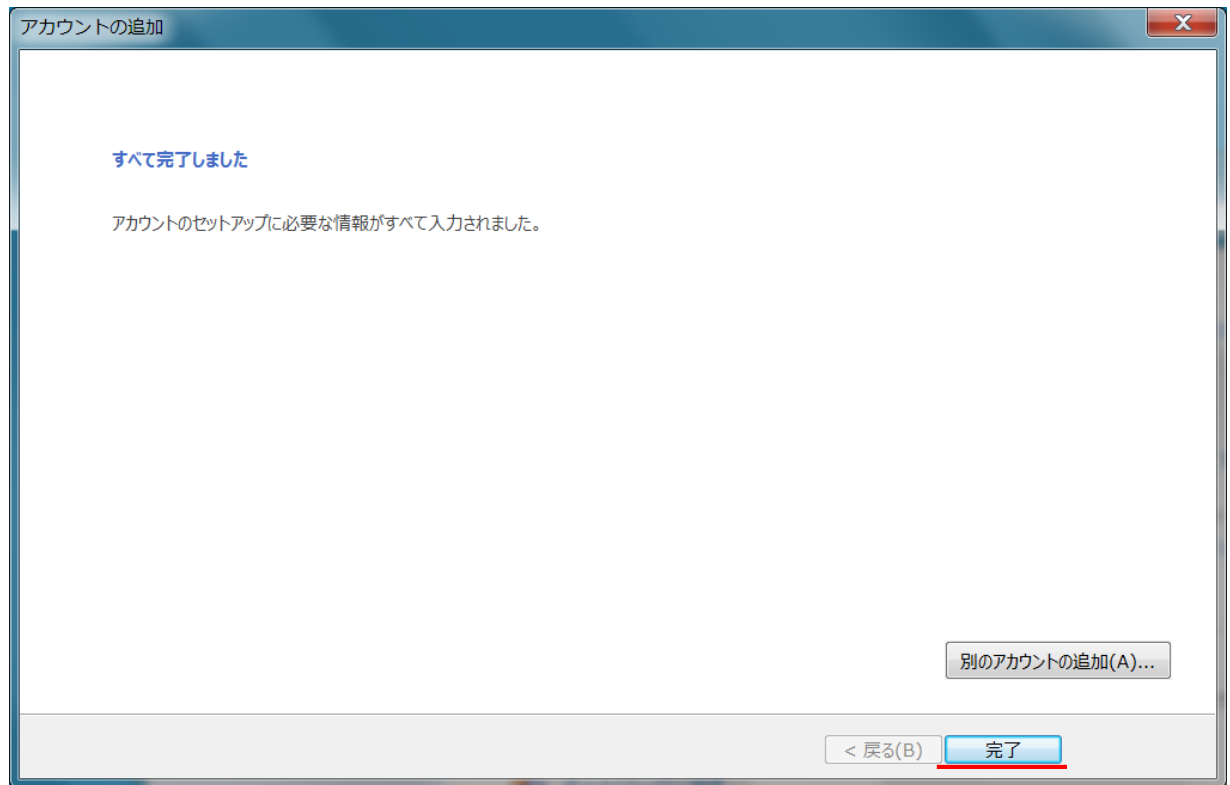 アカウントの追加
X
すべて完了しました
アカウントのセットアップに必要な情報がすべて入力されました。
別のアカウントの追加(A)...
< 戻る(B)
完了